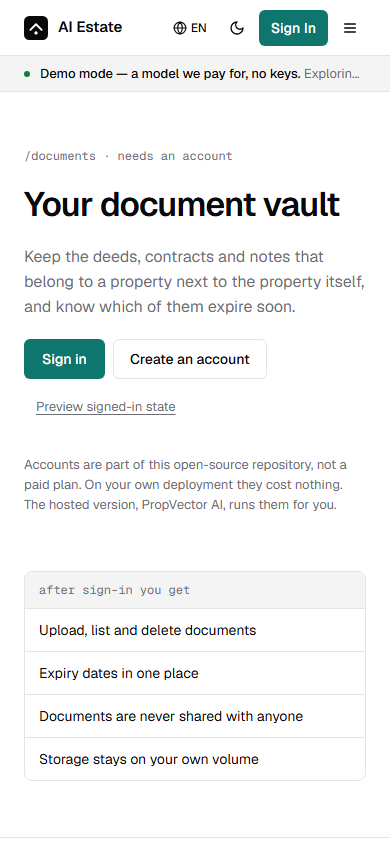 AI Estate
EN
Sign In
Demo mode — a model we pay for, no keys. Explorin...
/documents · needs an account
Your document vault
Keep the deeds, contracts and notes that
belong to a property next to the property itself,
and know which of them expire soon.
Sign in
Create an account
Preview signed-in state
Accounts are part of this open-source repository, not a
paid plan. On your own deployment they cost nothing.
The hosted version, PropVector AI, runs them for you.
after sign-in you get
Upload, list and delete documents
Expiry dates in one place
Documents are never shared with anyone
Storage stays on your own volume